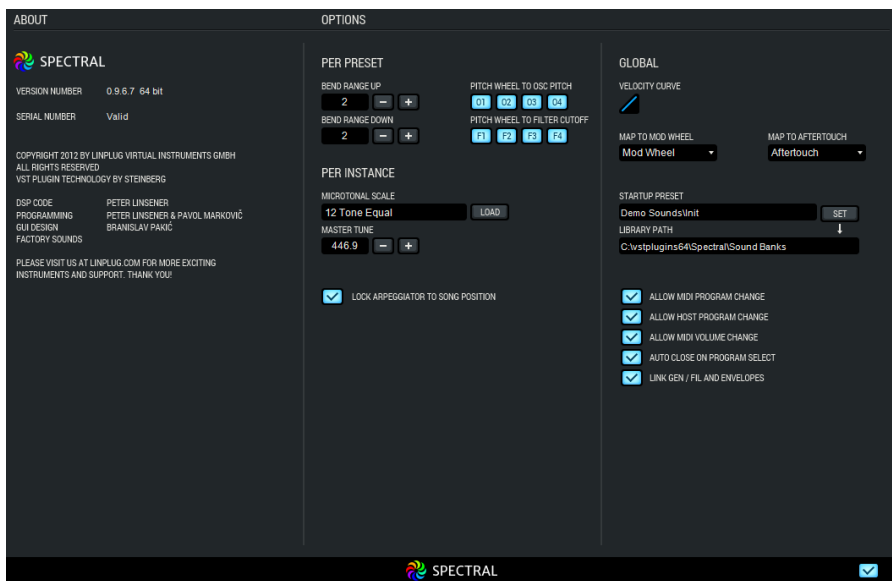 ABOUT
OPTIONS
SPECTRAL
VERSION NUMBER 0.9.6.7 64 bit
SERIAL NUMBER Valid
COPYRIGHT 2012 BY LINPLUG VIRTUAL INSTRUMENTS GMBH
ALL RIGHTS RESERVED
VST PLUGIN TECHNOLOGY BY STEINBERG
DSP CODE PETER LINSENER
PROGRAMMING PETER LINSENER & PAVOL MARKOVIČ
GUI DESIGN BRANISLAV PAKIĆ
FACTORY SOUNDS
PLEASE VISIT US AT LINPLUG.COM FOR MORE EXCITING
INSTRUMENTS AND SUPPORT. THANK YOU!
PER PRESET
BEND RANGE UP PITCH WHEEL TO OSC PITCH
2 − + O1 O2 O3 O4
BEND RANGE DOWN PITCH WHEEL TO FILTER CUTOFF
2 − + F1 F2 F3 F4
PER INSTANCE
MICROTONAL SCALE
12 Tone Equal LOAD
MASTER TUNE
446.9 − +
LOCK ARPEGGIATOR TO SONG POSITION
GLOBAL
VELOCITY CURVE
MAP TO MOD WHEEL MAP TO AFTERTOUCH
Mod Wheel Aftertouch
STARTUP PRESET
Demo Sounds\Init SET
LIBRARY PATH
C:\vstplugins64\Spectral\Sound Banks
ALLOW MIDI PROGRAM CHANGE
ALLOW HOST PROGRAM CHANGE
ALLOW MIDI VOLUME CHANGE
AUTO CLOSE ON PROGRAM SELECT
LINK GEN / FIL AND ENVELOPES
SPECTRAL